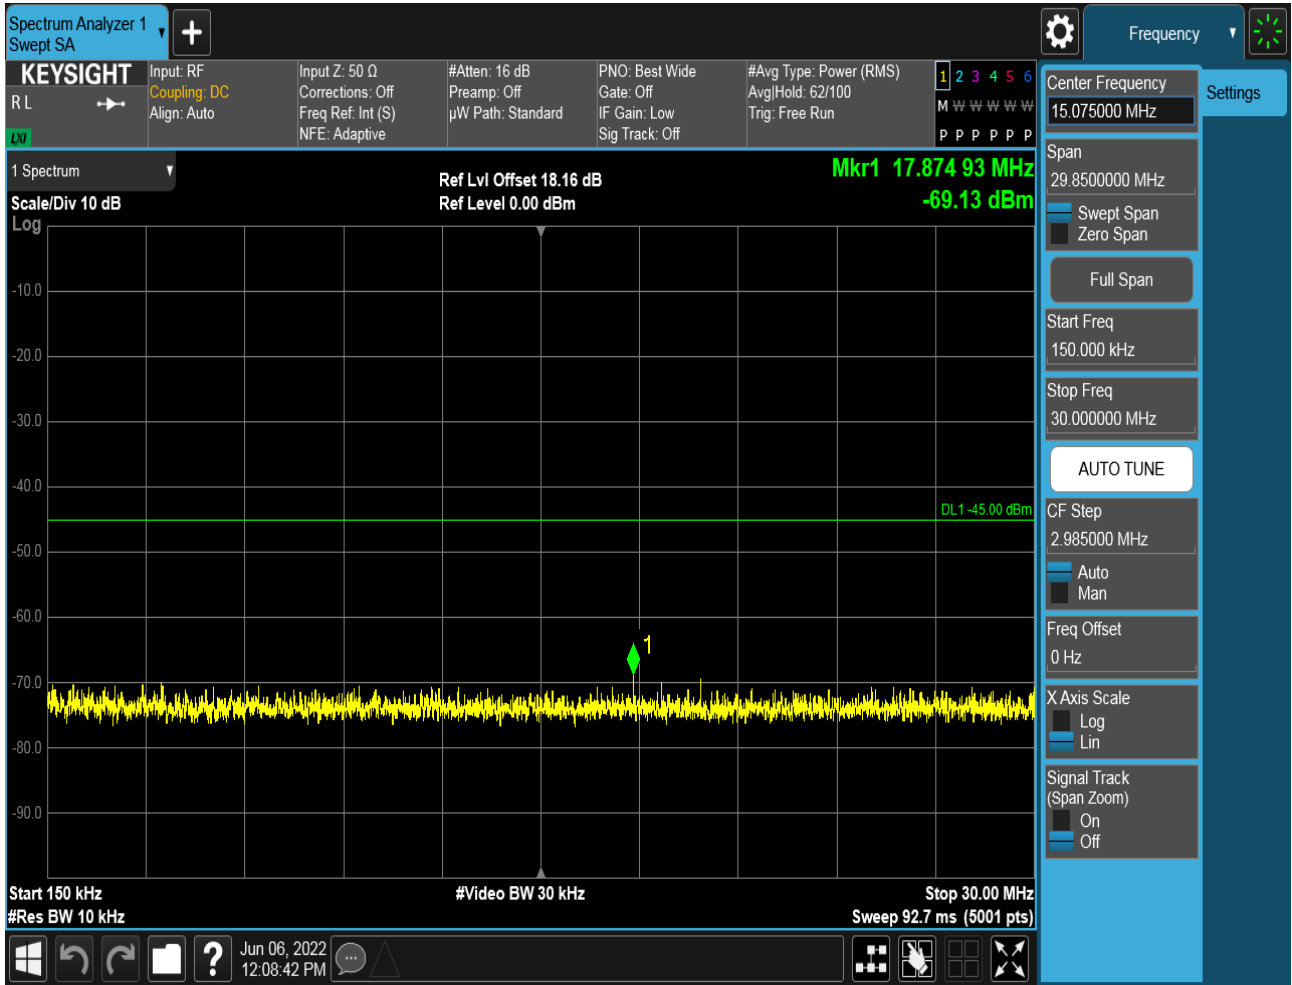 Spectrum Analyzer 1
Swept SA
Frequency
KEYSIGHT
R L
LXI
Input: RF
Coupling: DC
Align: Auto
Input Z: 50 Ω
Corrections: Off
Freq Ref: Int (S)
NFE: Adaptive
#Atten: 16 dB
Preamp: Off
µW Path: Standard
PNO: Best Wide
Gate: Off
IF Gain: Low
Sig Track: Off
#Avg Type: Power (RMS)
Avg|Hold: 62/100
Trig: Free Run
1 2 3 4 5 6
M W W W W W
P P P P P P
1 Spectrum
Scale/Div 10 dB
Log
Ref Lvl Offset 18.16 dB
Ref Level 0.00 dBm
Mkr1 17.874 93 MHz
-69.13 dBm
-10.0
-20.0
-30.0
-40.0
DL1 -45.00 dBm
-50.0
-60.0
1
-70.0
-80.0
-90.0
Start 150 kHz
#Video BW 30 kHz
Stop 30.00 MHz
#Res BW 10 kHz
Sweep 92.7 ms (5001 pts)
Center Frequency
15.075000 MHz
Settings
Span
29.8500000 MHz
Swept Span
Zero Span
Full Span
Start Freq
150.000 kHz
Stop Freq
30.000000 MHz
AUTO TUNE
CF Step
2.985000 MHz
Auto
Man
Freq Offset
0 Hz
X Axis Scale
Log
Lin
Signal Track
(Span Zoom)
On
Off
?
Jun 06, 2022
12:08:42 PM